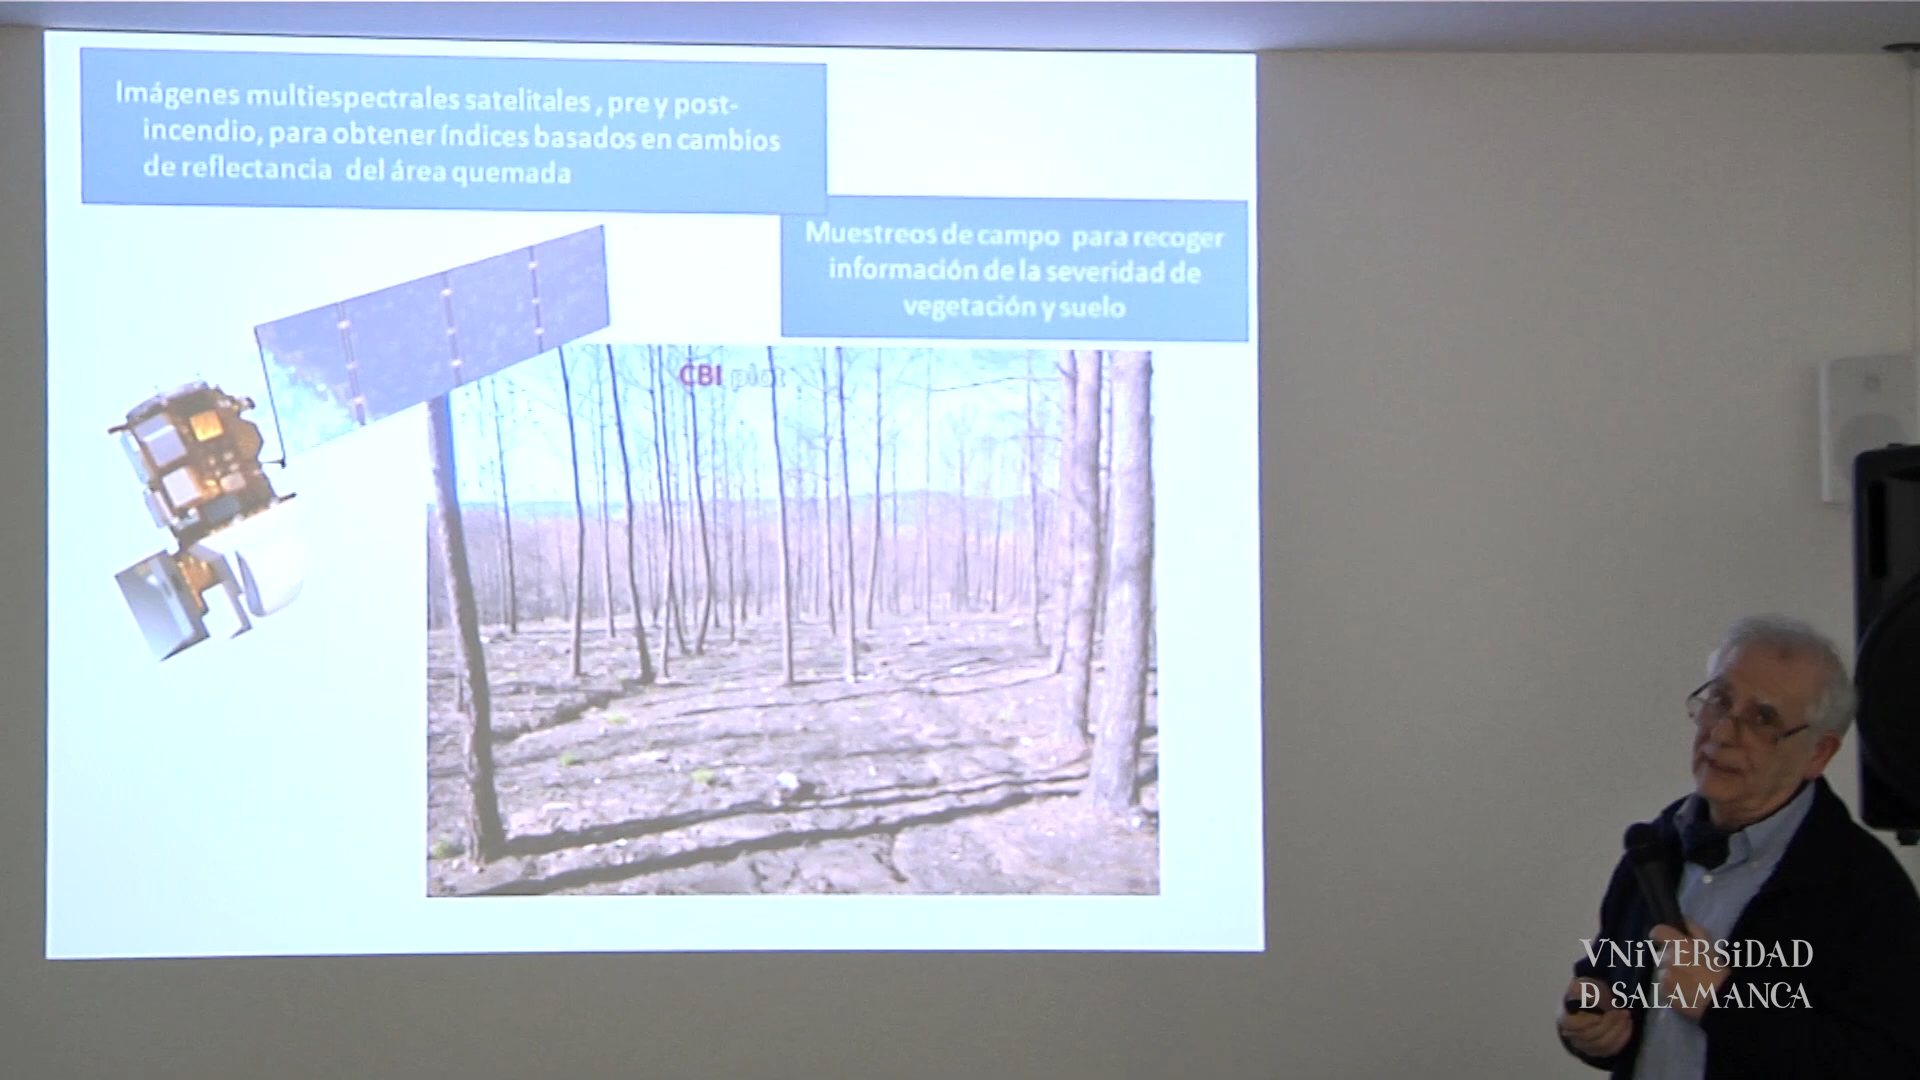 Imágenes multiespectrales satelitales , pre y post-
incendio, para obtener índices basados en cambios
de reflectancia del área quemada
Muestreos de campo para recoger
información de la severidad de
vegetación y suelo
CBI plot
VNiVERSiDAD
Ð SALAMANCA